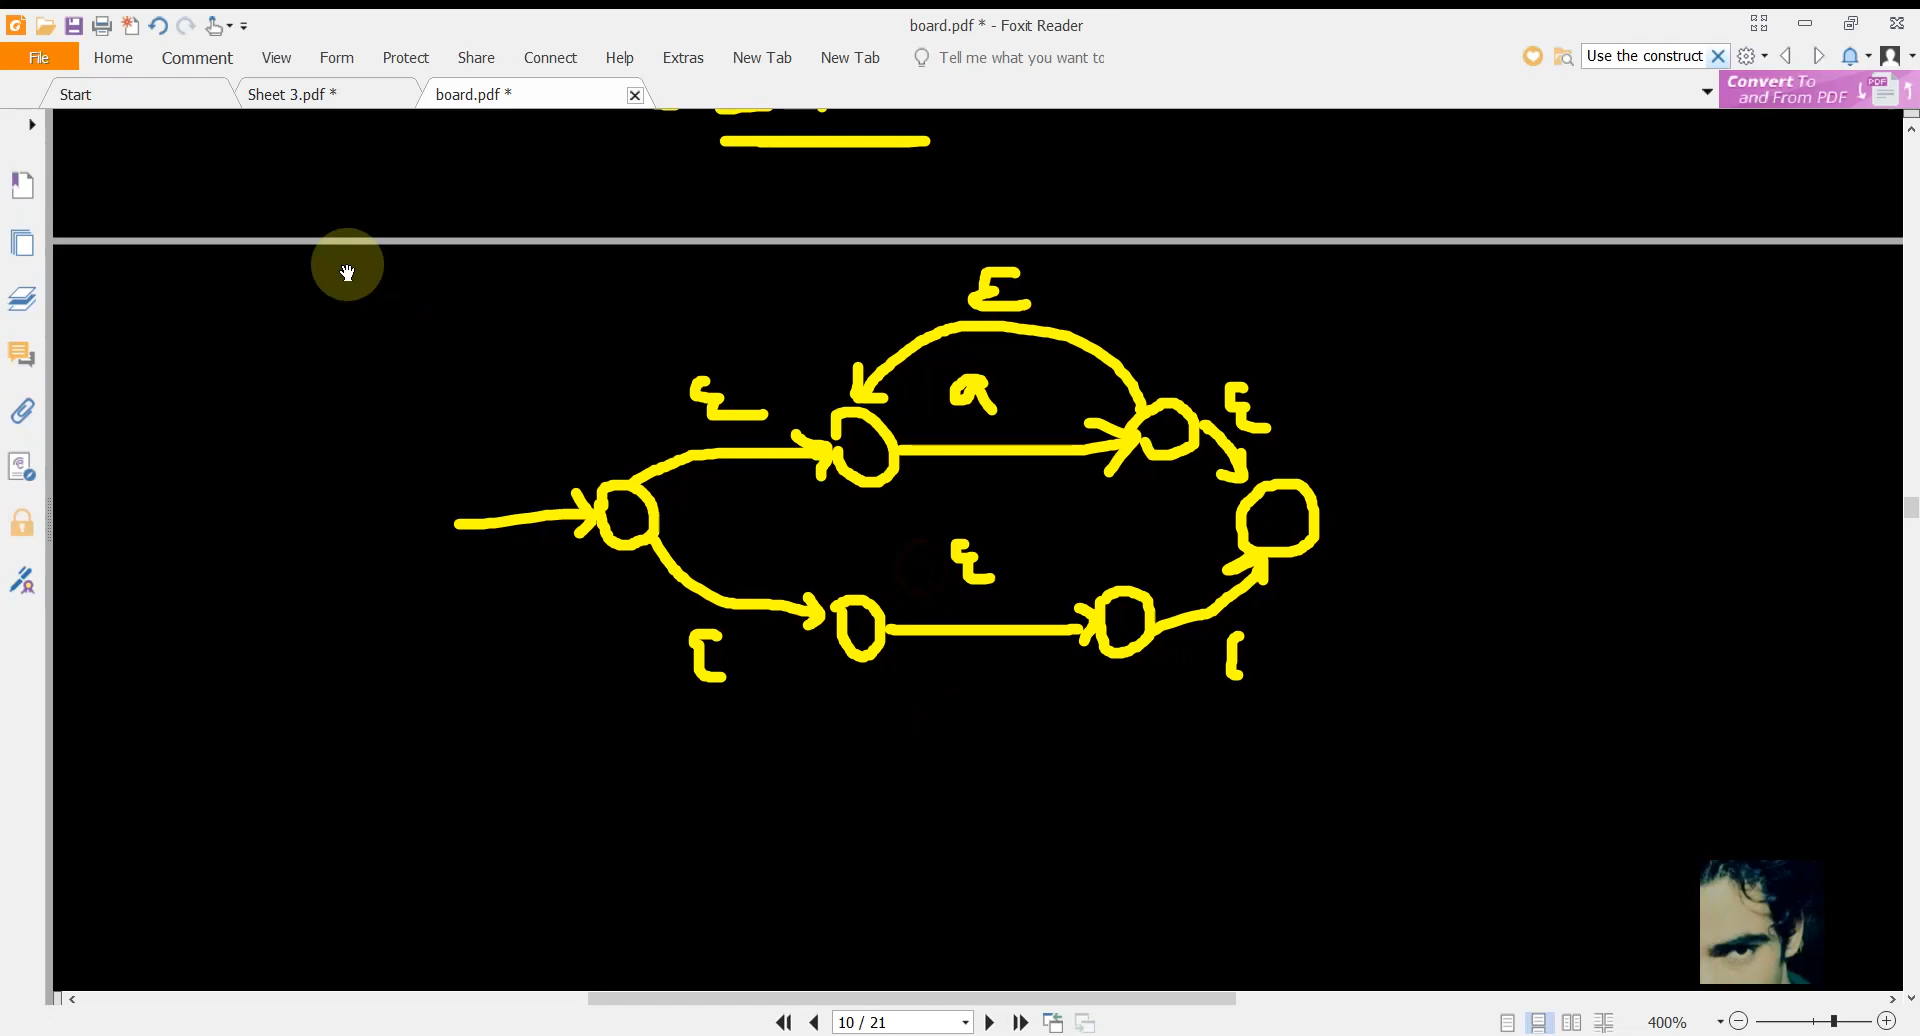 board.pdf * - Foxit Reader
File Home Comment View Form Protect Share Connect Help Extras New Tab New Tab Tell me what you want to Use the construct
Start Sheet 3.pdf * board.pdf *
Convert To
and From PDF
PDF
ε
ε a ε
ε
10 / 21
400%